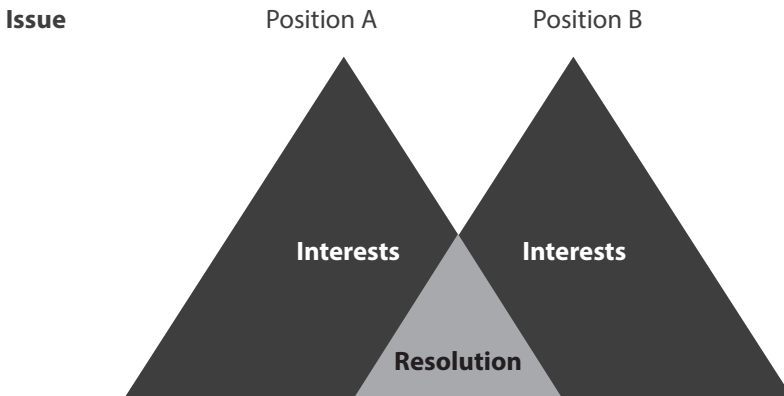 Issue Position A Position B
Interests Interests
Resolution